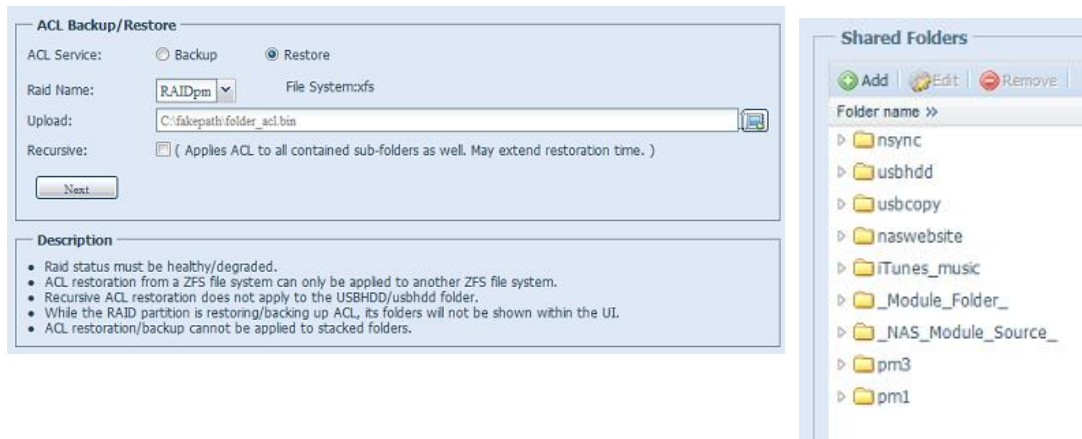 ACL Backup/Restore
ACL Service: Backup Restore
Raid Name: RAIDpm File System:xfs
Upload: C:\fakepath\folder_acl.bin
Recursive: ( Applies ACL to all contained sub-folders as well. May extend restoration time. )
Next
Description
• Raid status must be healthy/degraded.
• ACL restoration from a ZFS file system can only be applied to another ZFS file system.
• Recursive ACL restoration does not apply to the USBHDD/usbhdd folder.
• While the RAID partition is restoring/backing up ACL, its folders will not be shown within the UI.
• ACL restoration/backup cannot be applied to stacked folders.
Shared Folders
Add Edit Remove
Folder name »
nsync
usbhdd
usbcopy
naswebsite
iTunes_music
_Module_Folder_
_NAS_Module_Source_
pm3
pm1